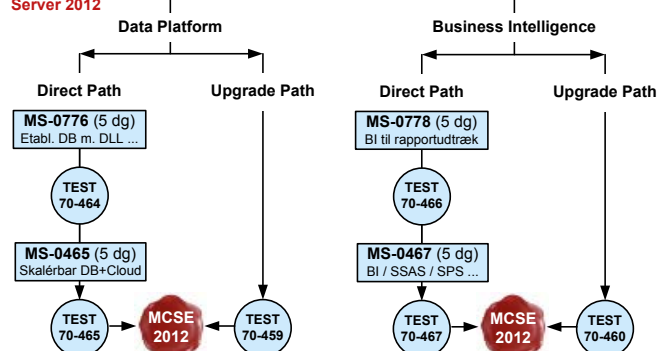 Server 2012
Data Platform
Business Intelligence
Direct Path
Upgrade Path
Direct Path
Upgrade Path
MS-0776 (5 dg)
Etabl. DB m. DLL ...
MS-0778 (5 dg)
BI til rapportudtræk
TEST
70-464
TEST
70-466
MS-0465 (5 dg)
Skalérbar DB+Cloud
MS-0467 (5 dg)
BI / SSAS / SPS ...
TEST
70-465
MCSE
2012
TEST
70-459
TEST
70-467
MCSE
2012
TEST
70-460